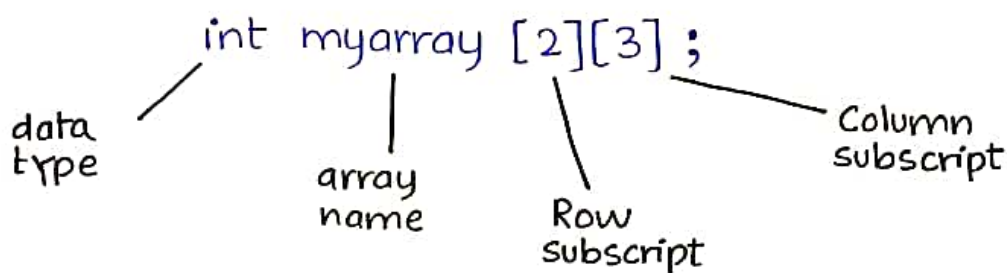 int myarray [2][3] ;
data
type
array
name
Row
subscript
Column
subscript